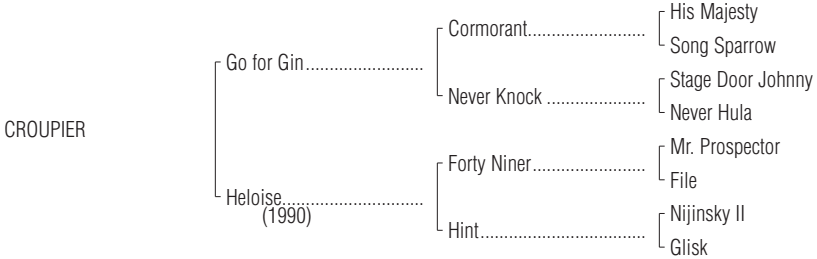 His Majesty
Cormorant
Song Sparrow
Go for Gin
Stage Door Johnny
Never Knock
Never Hula
CROUPIER
Mr. Prospector
Forty Niner
File
Heloise
(1990)
Nijinsky II
Hint
Glisk